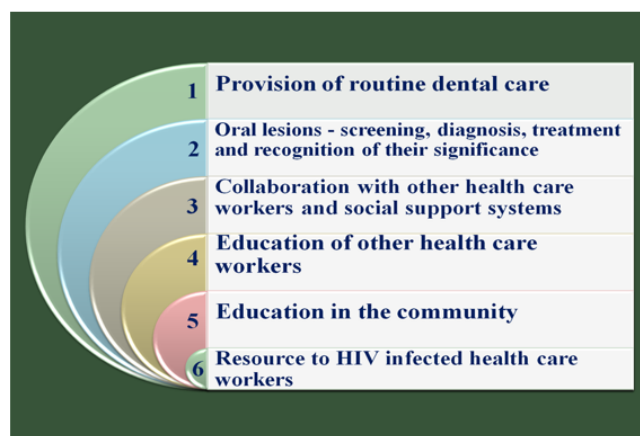 1 Provision of routine dental care
2 Oral lesions - screening, diagnosis, treatment
and recognition of their significance
3 Collaboration with other health care
workers and social support systems
4 Education of other health care
workers
5 Education in the community
6 Resource to HIV infected health care
workers